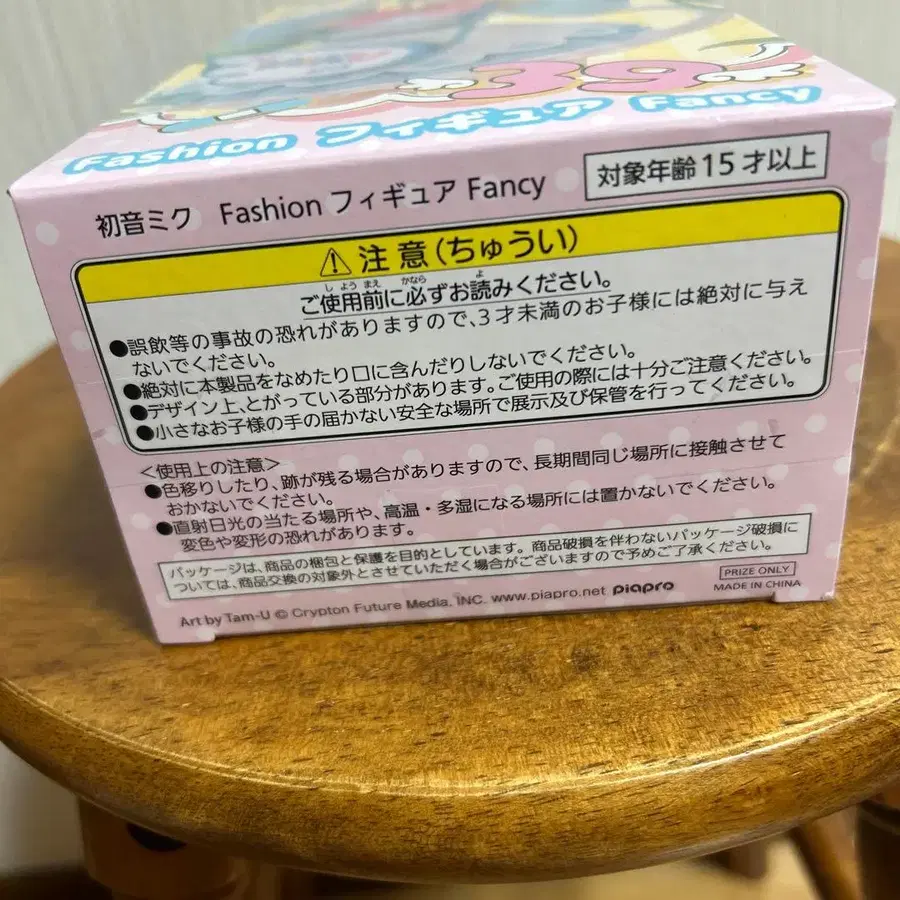 39
Fashion フィギュア Fancy
初音ミク Fashion フィギュア Fancy
対象年齢15才以上
⚠注意(ちゅうい)
しようまえ かなら よ
ご使用前に必ずお読みください。
●誤飲等の事故の恐れがありますので、3才未満のお子様には絶対に与え
ないでください。
●絶対に本製品をなめたり口に含んだりしないでください。
●デザイン上、とがっている部分があります。ご使用の際には十分ご注意ください。
●小さなお子様の手の届かない安全な場所で展示及び保管を行ってください。
<使用上の注意>
●色移りしたり、跡が残る場合がありますので、長期間同じ場所に接触させて
おかないでください。
●直射日光の当たる場所や、高温・多湿になる場所には置かないでください。
変色や変形の恐れがあります。
パッケージは、商品の梱包と保護を目的としています。商品破損を伴わないパッケージ破損に
ついては、商品交換の対象外とさせていただく場合がございますので予めご了承ください。
PRIZE ONLY
MADE IN CHINA
Art by Tam-U © Crypton Future Media, INC. www.piapro.net piapro